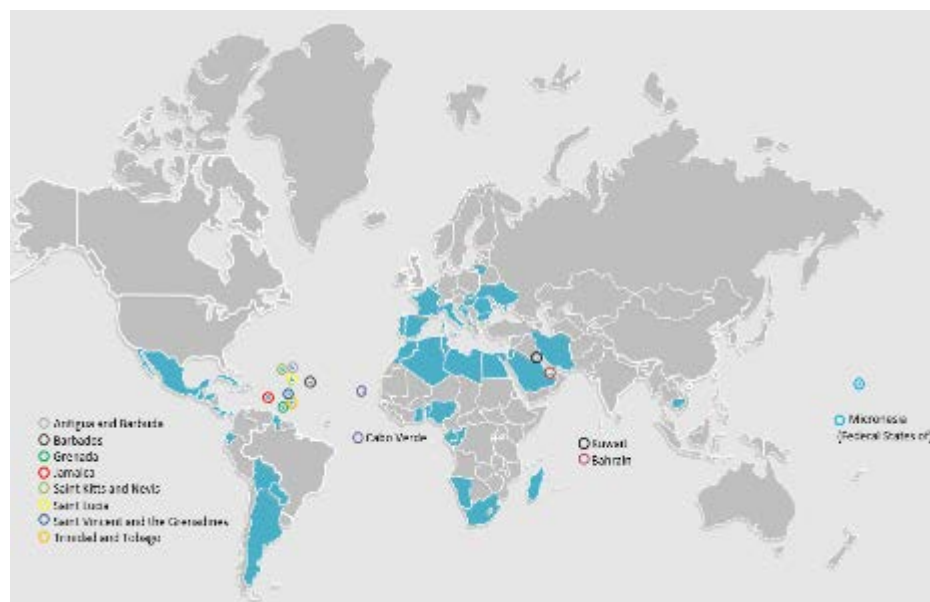 Antigua and Barbuda
Barbados
Grenada
Jamaica
Saint Kitts and Nevis
Saint Lucia
Saint Vincent and the Grenadines
Trinidad and Tobago
Cabo Verde
Kuwait
Bahrain
Micronesia
(Federal States of)